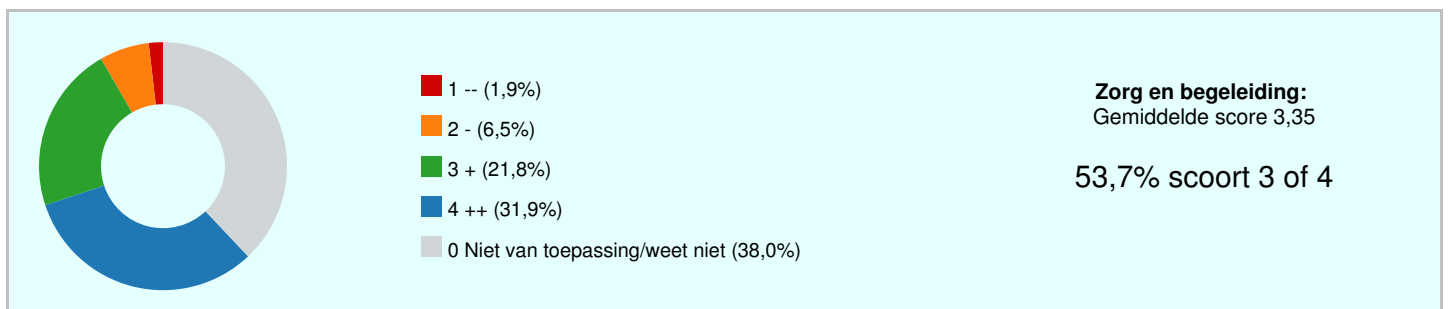 1 -- (1,9%)
2 - (6,5%)
3 + (21,8%)
4 ++ (31,9%)
0 Niet van toepassing/weet niet (38,0%)
Zorg en begeleiding:
Gemiddelde score 3,35
53,7% scoort 3 of 4